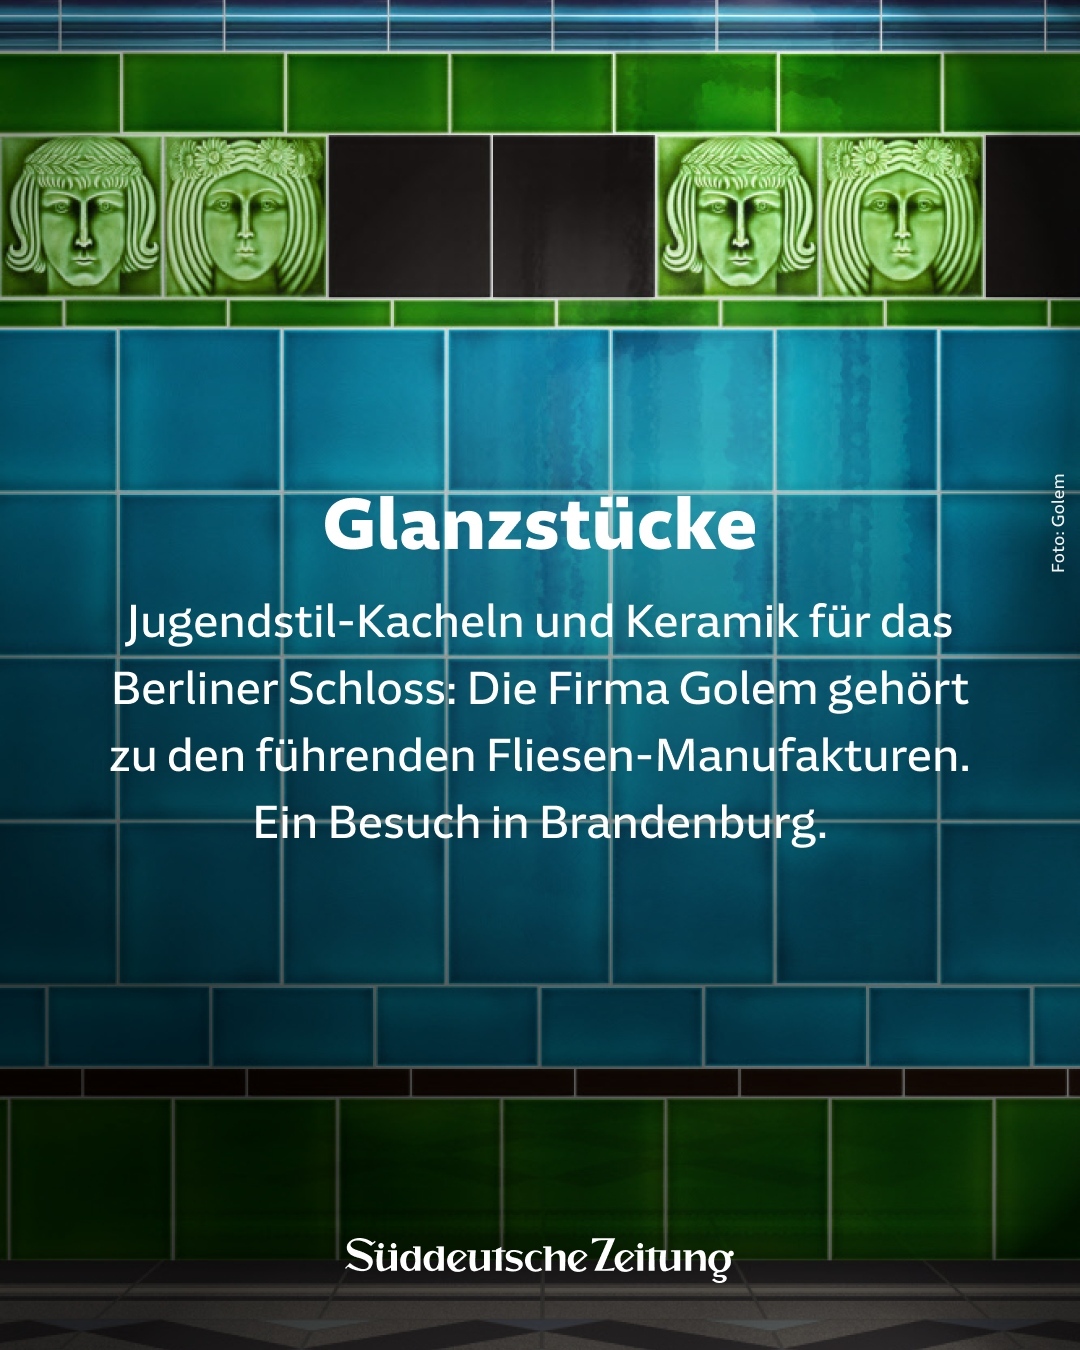 Glanzstücke
Jugendstil-Kacheln und Keramik für das
Berliner Schloss: Die Firma Golem gehört
zu den führenden Fliesen-Manufakturen.
Ein Besuch in Brandenburg.
Foto: Golem
Süddeutsche Zeitung